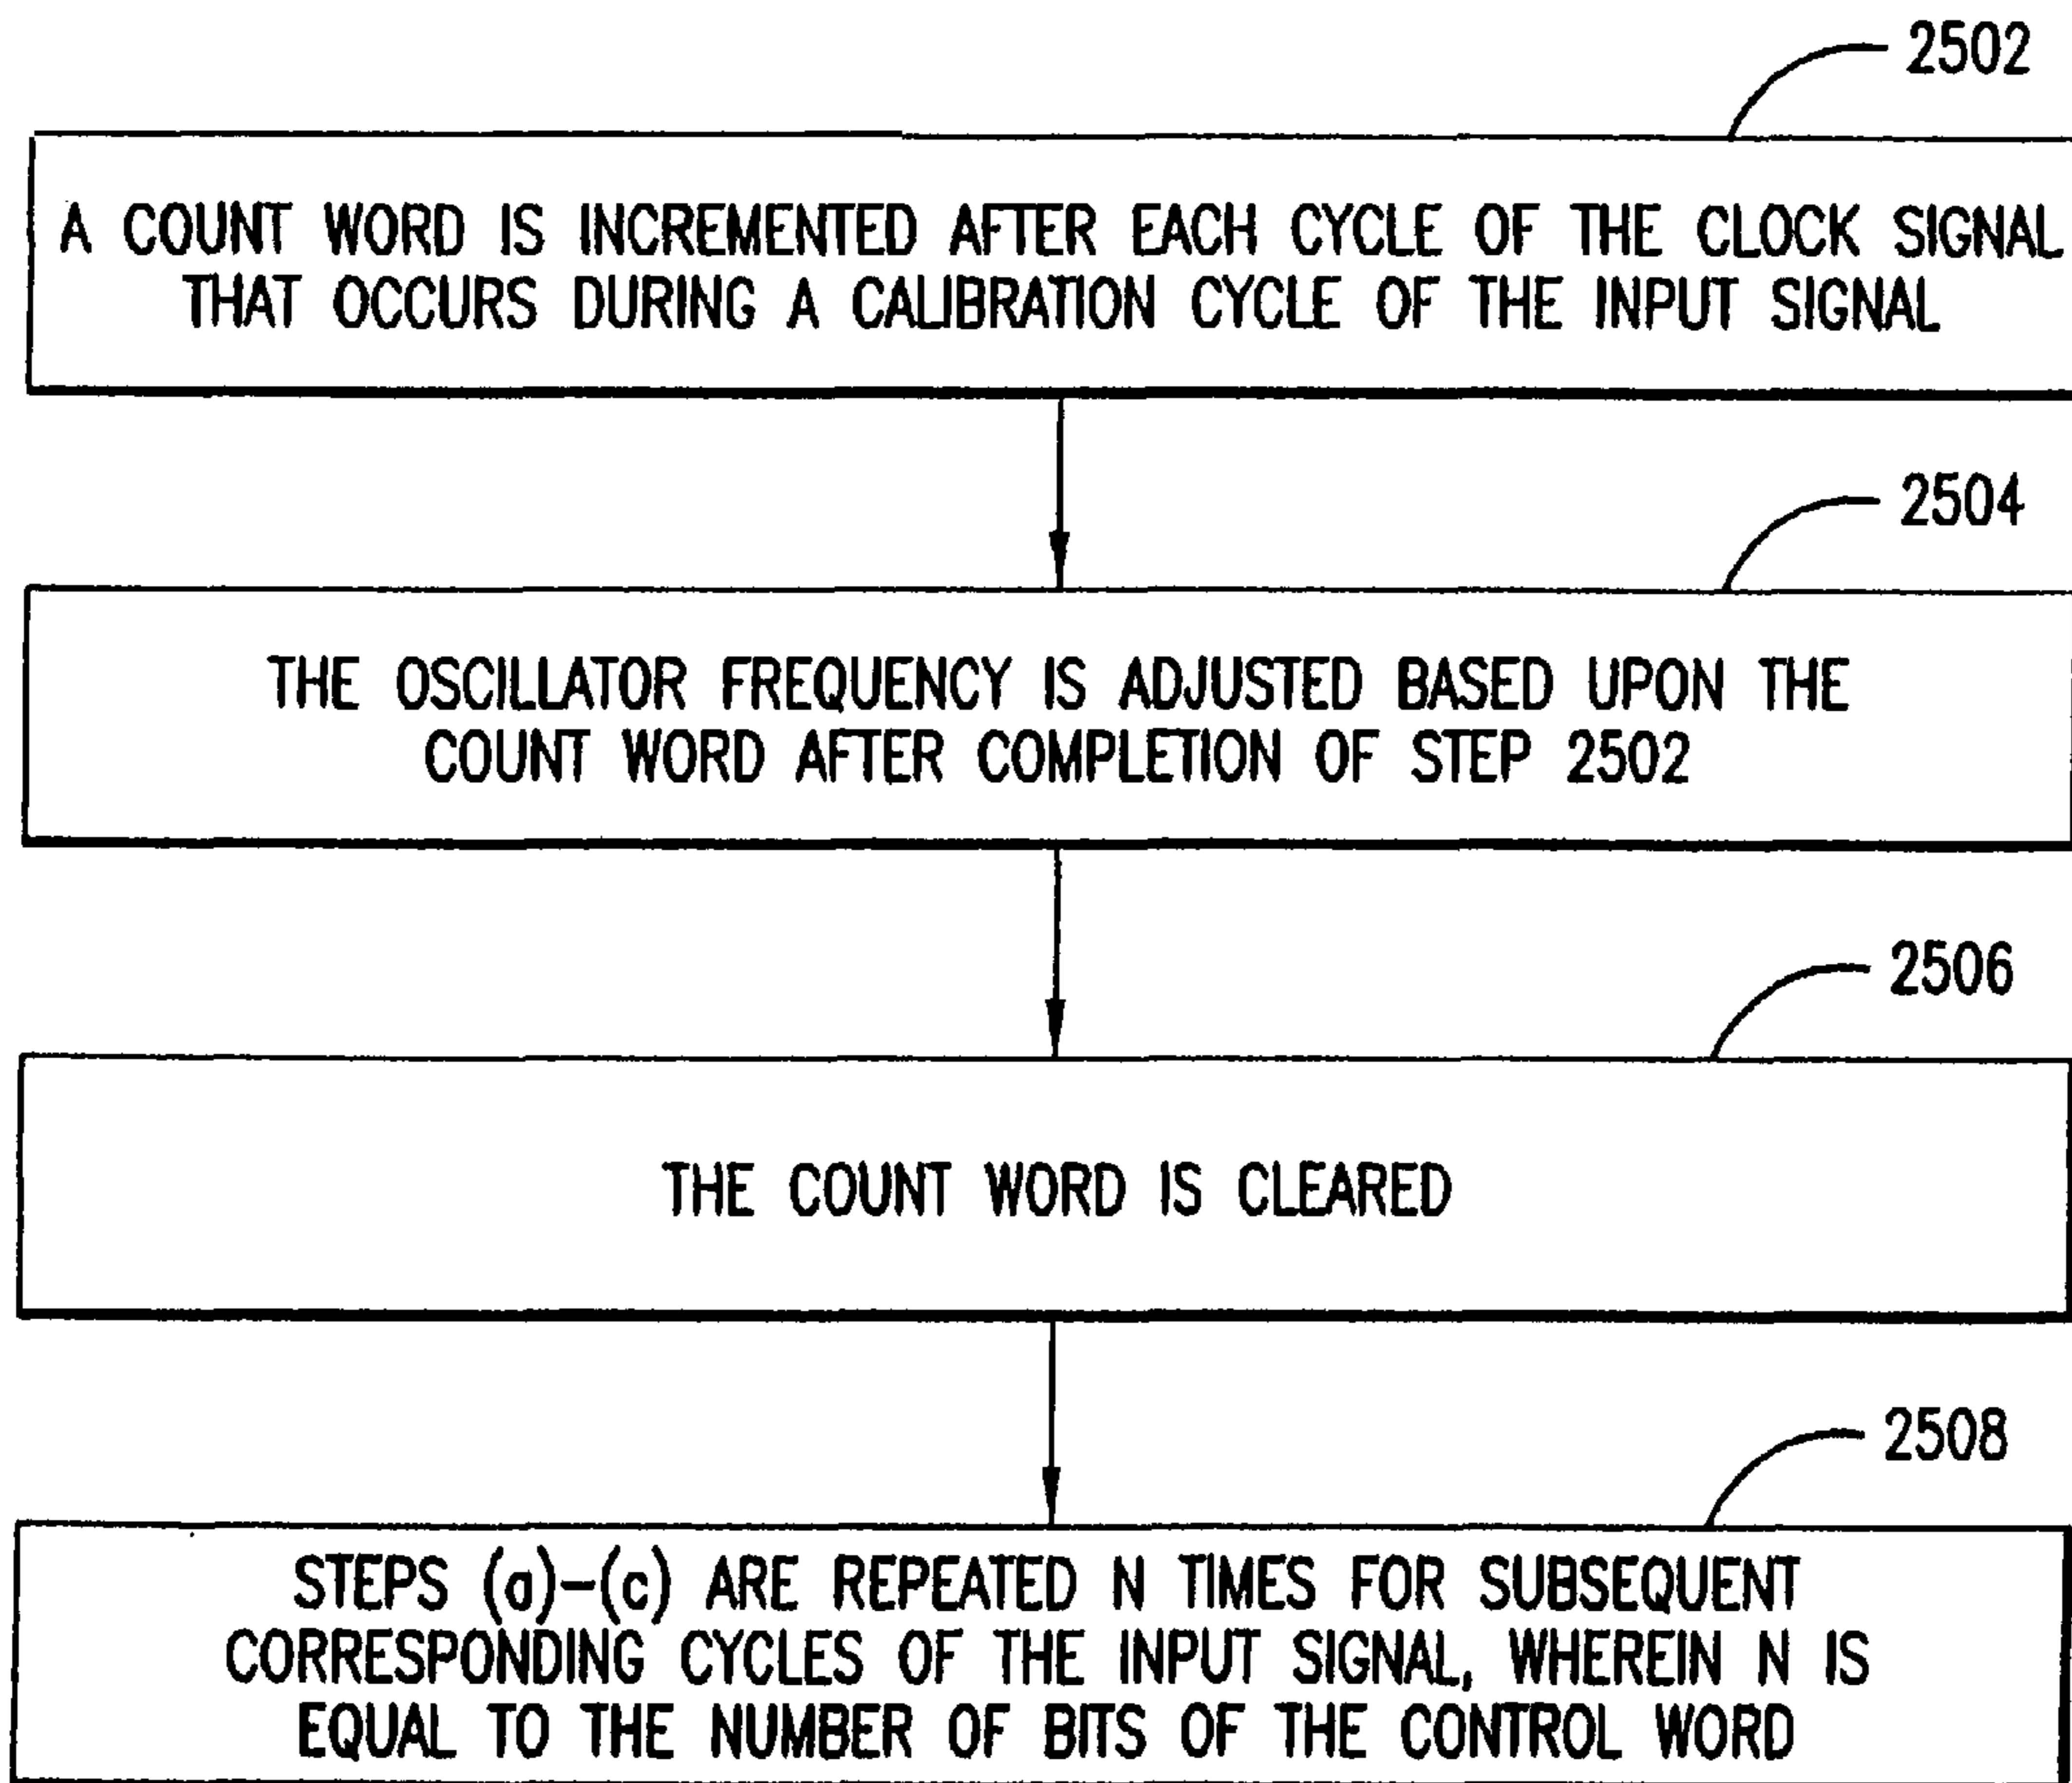 2502
A COUNT WORD IS INCREMENTED AFTER EACH CYCLE OF THE CLOCK SIGNAL
THAT OCCURS DURING A CALIBRATION CYCLE OF THE INPUT SIGNAL
2504
THE OSCILLATOR FREQUENCY IS ADJUSTED BASED UPON THE
COUNT WORD AFTER COMPLETION OF STEP 2502
2506
THE COUNT WORD IS CLEARED
2508
STEPS (a)-(c) ARE REPEATED N TIMES FOR SUBSEQUENT
CORRESPONDING CYCLES OF THE INPUT SIGNAL, WHEREIN N IS
EQUAL TO THE NUMBER OF BITS OF THE CONTROL WORD